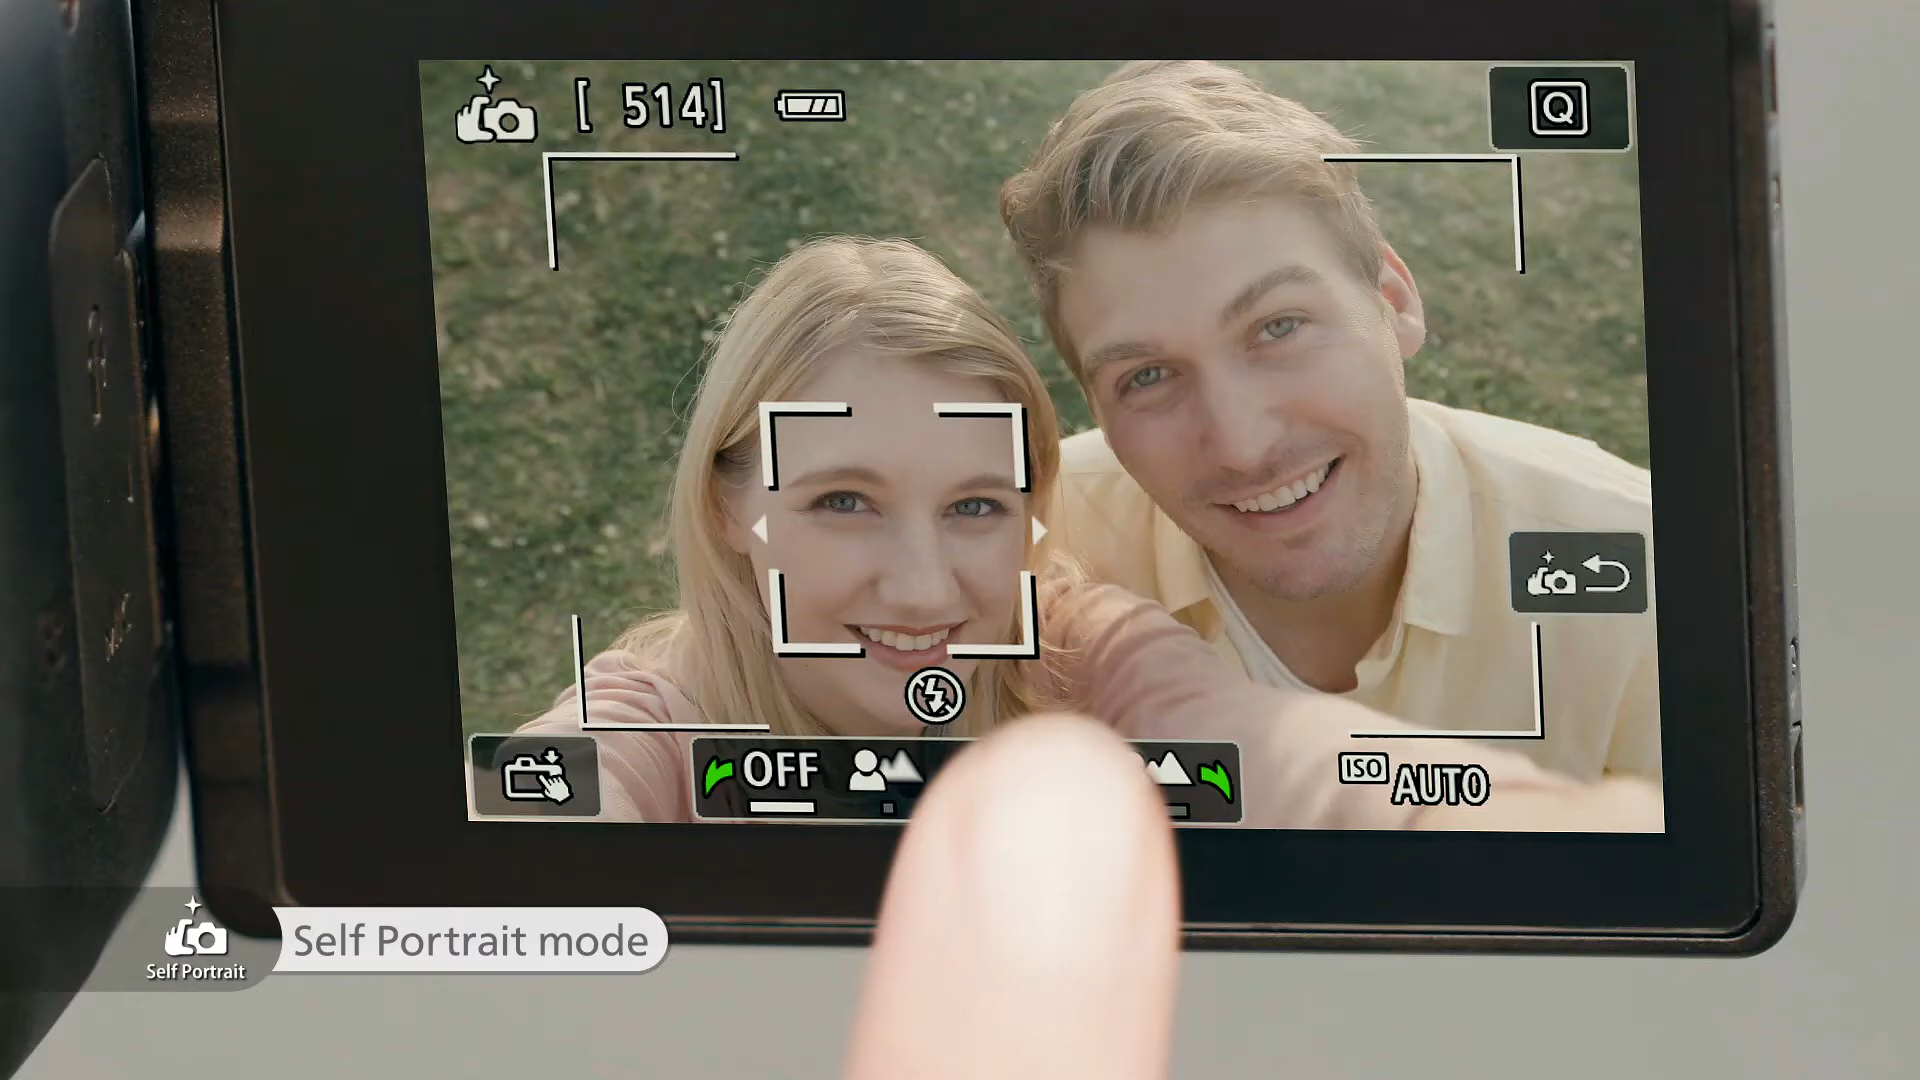 [ 514]
Q
OFF
ISO AUTO
Self Portrait mode
Self Portrait